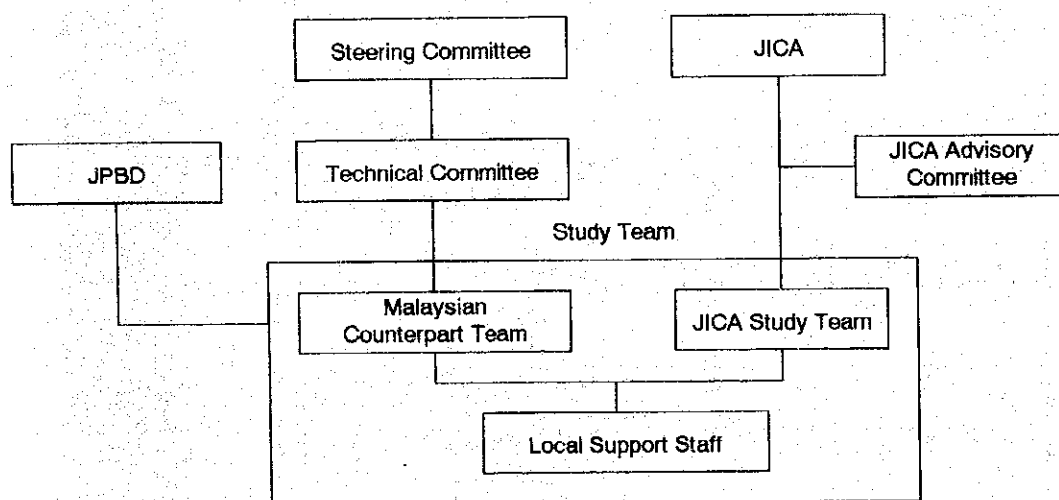 Steering Committee
JICA
JPBD
Technical Committee
JICA Advisory
Committee
Study Team
Malaysian
Counterpart Team
JICA Study Team
Local Support Staff